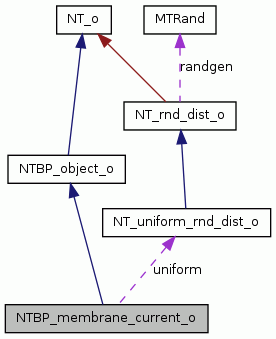 NT_o
MTRand
randgen
NT_rnd_dist_o
NTBP_object_o
NT_uniform_rnd_dist_o
uniform
NTBP_membrane_current_o